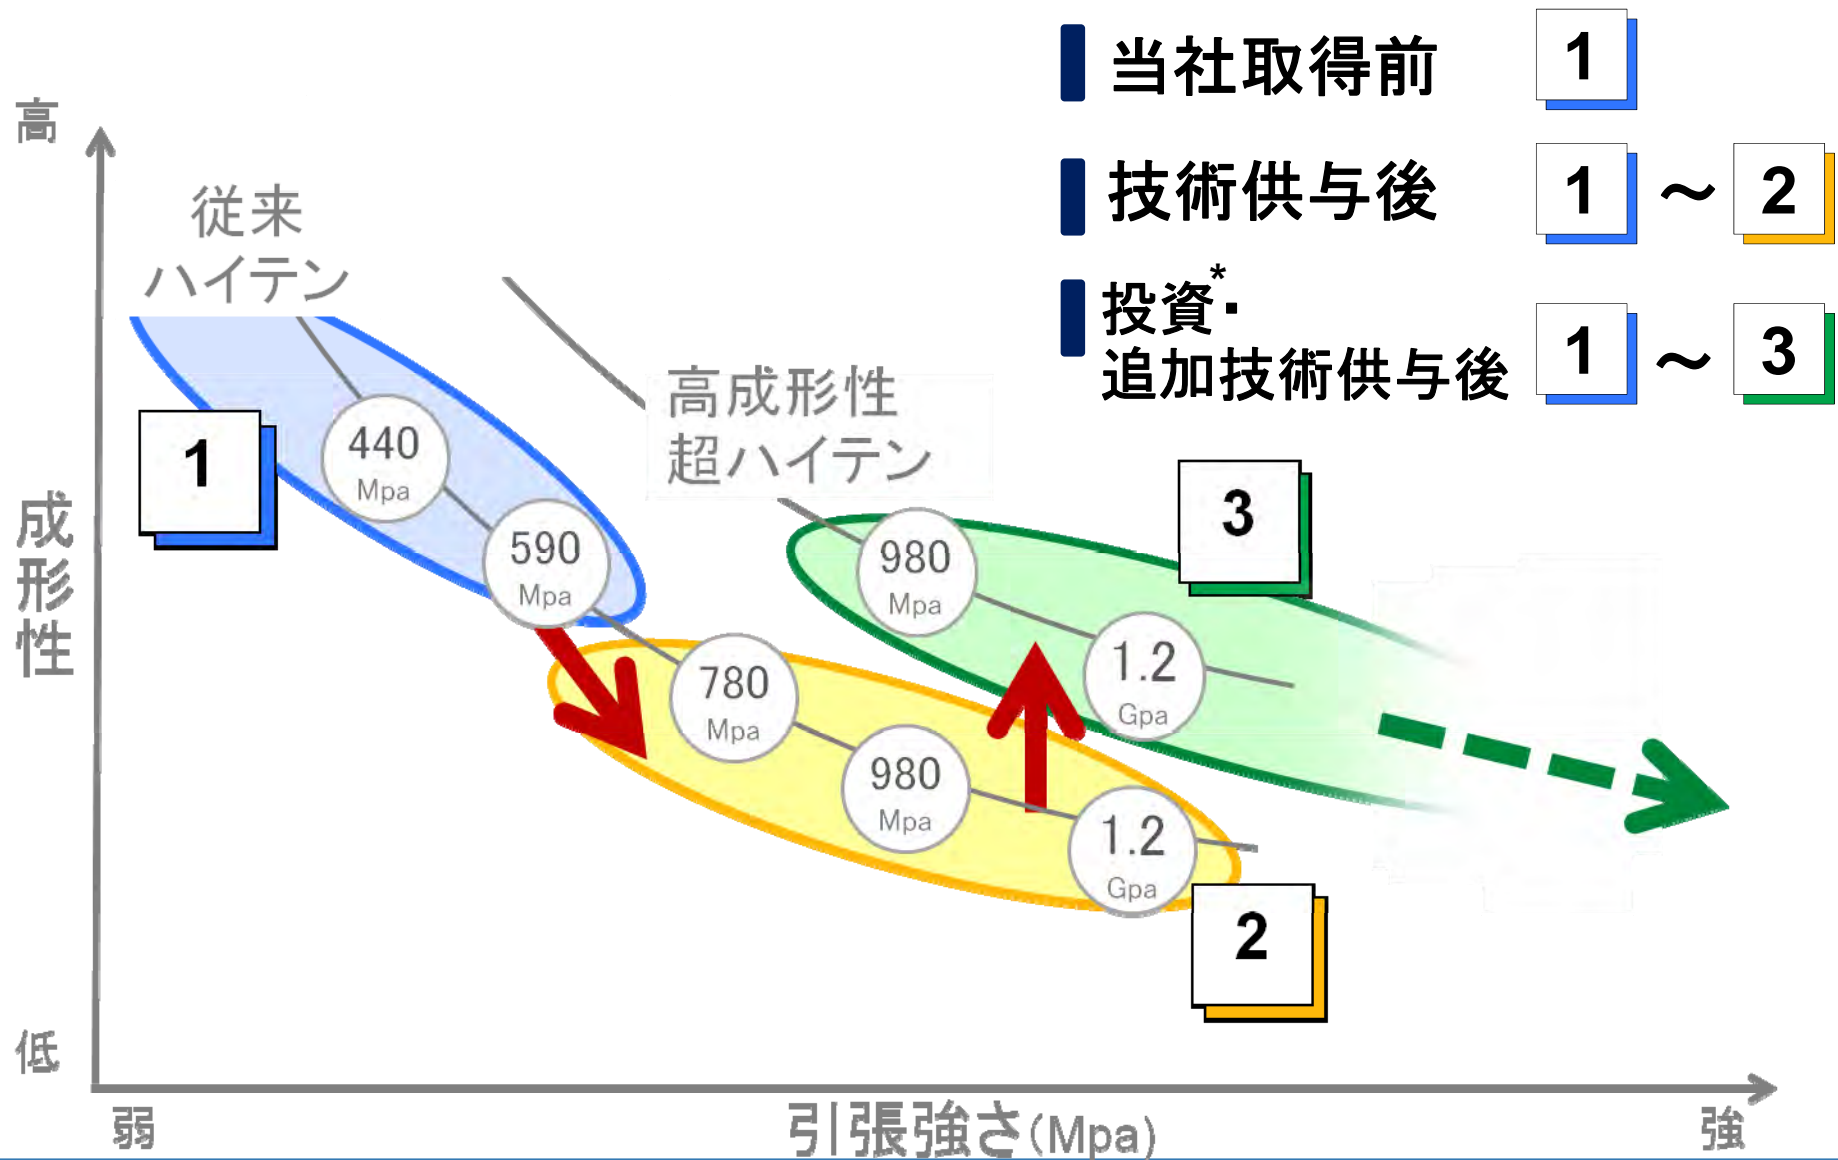 当社取得前 1
技術供与後 1 ～ 2
投資*・
追加技術供与後 1 ～ 3
高
従来
ハイテン
高成形性
超ハイテン
1
440
Mpa
590
Mpa
3
980
Mpa
1.2
Gpa
780
Mpa
980
Mpa
1.2
Gpa
2
成形性
低
弱
引張強さ(Mpa)
強